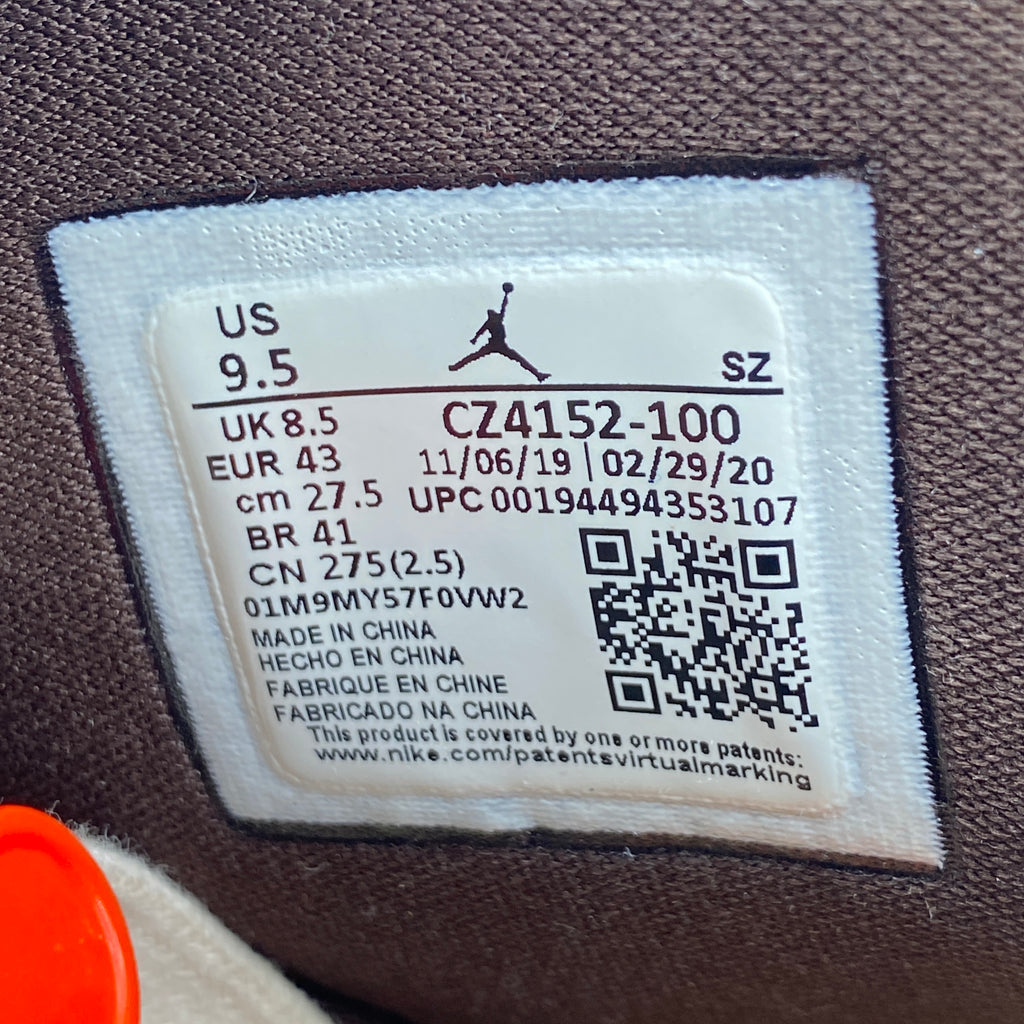 US
9.5
SZ
UK 8.5
CZ4152-100
EUR 43
11/06/19 | 02/29/20
cm 27.5
UPC 00194494353107
BR 41
CN 275(2.5)
01M9MY57F0VW2
MADE IN CHINA
HECHO EN CHINA
FABRIQUE EN CHINE
FABRICADO NA CHINA
This product is covered by one or more patents:
www.nike.com/patentsvirtualmarking